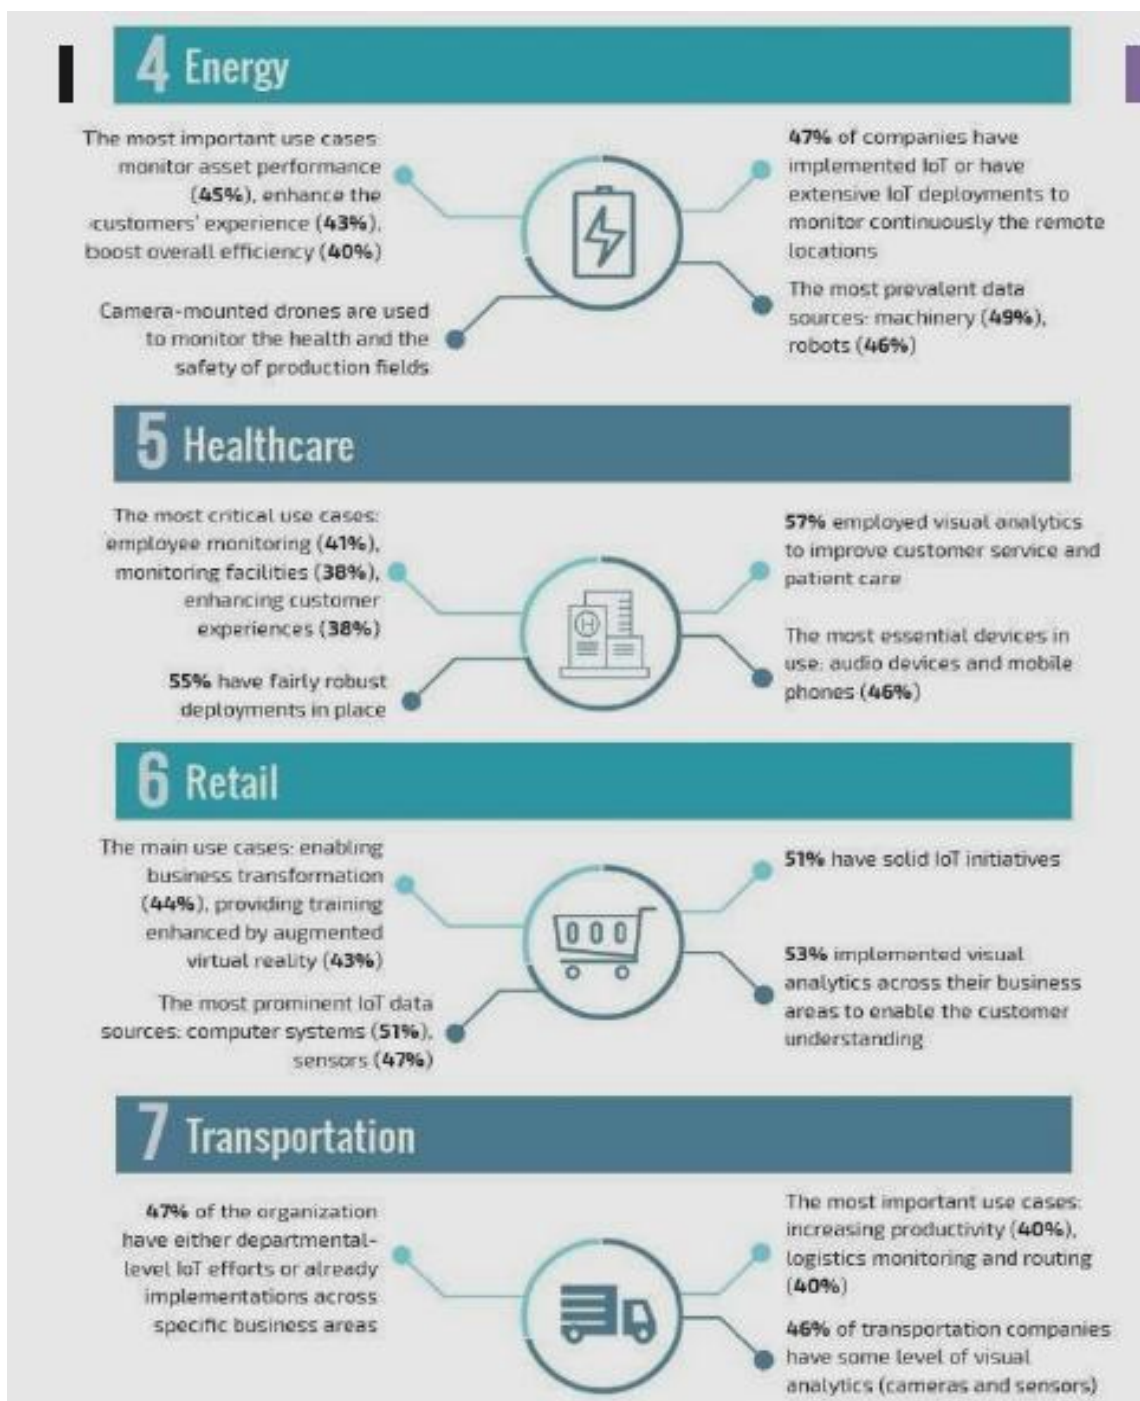 4 Energy
The most important use cases:
monitor asset performance
(45%), enhance the
customers' experience (43%),
boost overall efficiency (40%)
Camera-mounted drones are used
to monitor the health and the
safety of production fields
47% of companies have
implemented IoT or have
extensive IoT deployments to
monitor continuously the remote
locations
The most prevalent data
sources: machinery (49%),
robots (46%)
5 Healthcare
The most critical use cases:
employee monitoring (41%),
monitoring facilities (38%),
enhancing customer
experiences (38%)
55% have fairly robust
deployments in place
57% employed visual analytics
to improve customer service and
patient care
The most essential devices in
use: audio devices and mobile
phones (46%)
H
6 Retail
The main use cases: enabling
business transformation
(44%), providing training
enhanced by augmented
virtual reality (43%)
The most prominent IoT data
sources: computer systems (51%),
sensors (47%)
51% have solid IoT initiatives
53% implemented visual
analytics across their business
areas to enable the customer
understanding
7 Transportation
47% of the organization
have either departmental-
level IoT efforts or already
implementations across
specific business areas
The most important use cases:
increasing productivity (40%),
logistics monitoring and routing
(40%)
46% of transportation companies
have some level of visual
analytics (cameras and sensors)